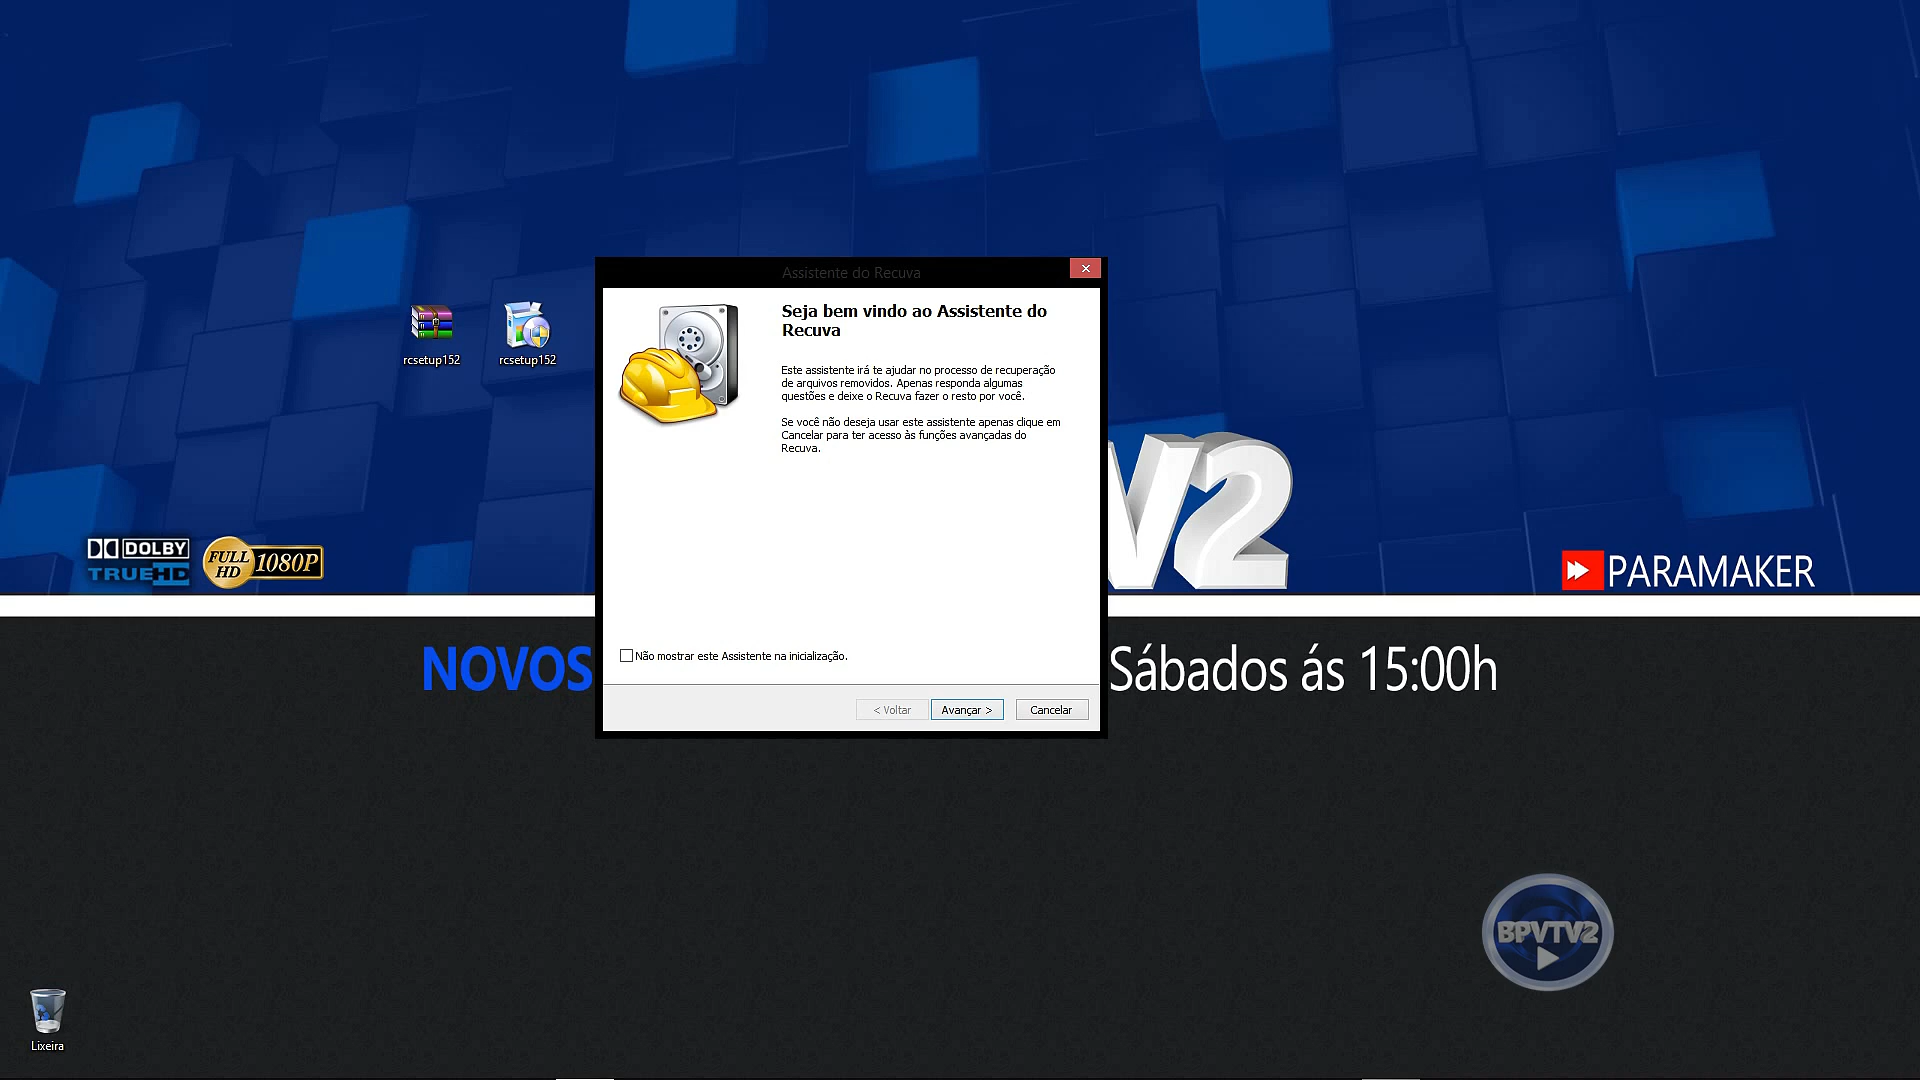 Assistente do Recuva
Seja bem vindo ao Assistente do
Recuva
Este assistente irá te ajudar no processo de recuperação
de arquivos removidos. Apenas responda algumas
questões e deixe o Recuva fazer o resto por você.
Se você não deseja usar este assistente apenas clique em
Cancelar para ter acesso às funções avançadas do
Recuva.
Não mostrar este Assistente na inicialização.
< Voltar
Avançar >
Cancelar
rcsetup152
rcsetup152
DOLBY
TRUEHD
FULL
HD
1080P
V2
PARAMAKER
NOVOS
Sábados ás 15:00h
BPVTV2
Lixeira